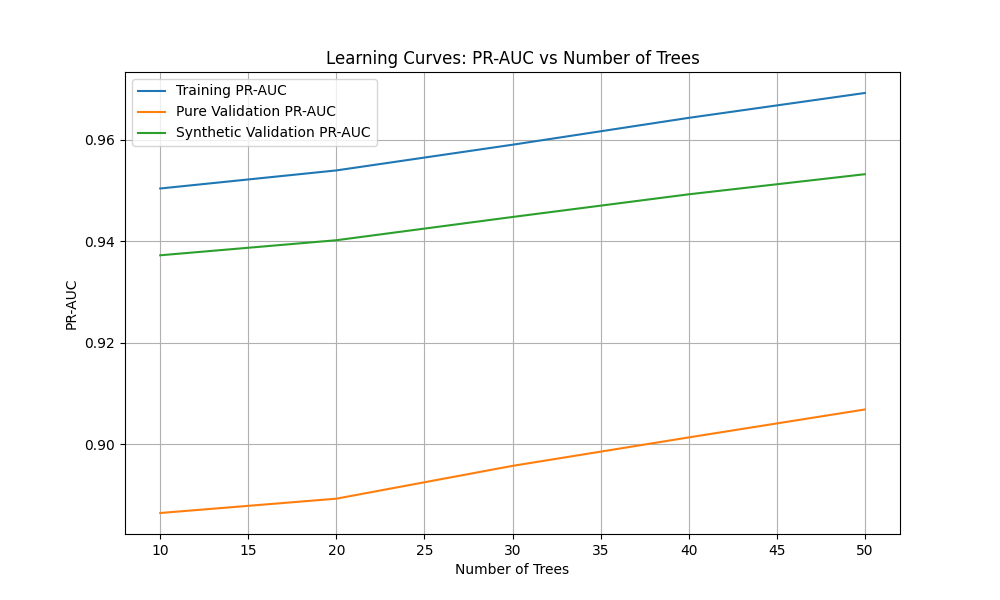 Learning Curves: PR-AUC vs Number of Trees
Training PR-AUC
Pure Validation PR-AUC
Synthetic Validation PR-AUC
0.96
0.94
0.92
0.90
PR-AUC
10 15 20 25 30 35 40 45 50
Number of Trees